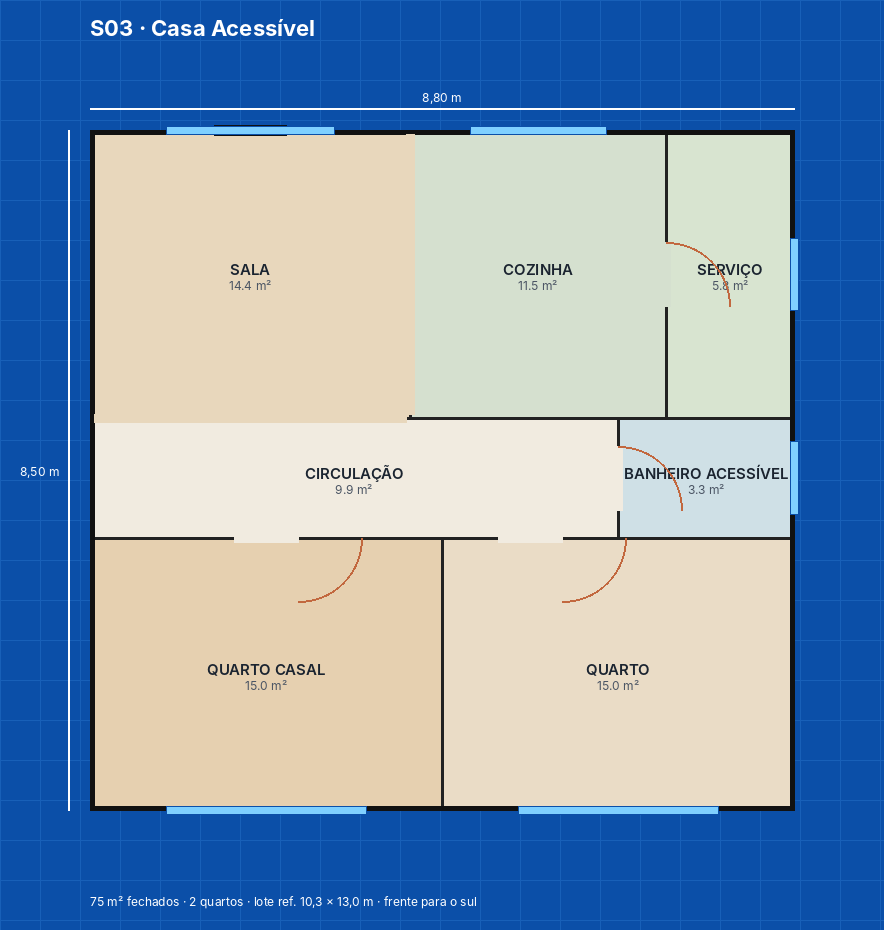 S03 · Casa Acessível
8,80 m
SALA
14.4 m²
COZINHA
11.5 m²
SERVIÇO
5.8 m²
8,50 m
CIRCULAÇÃO
9.9 m²
BANHEIRO ACESSÍVEL
3.3 m²
QUARTO CASAL
15.0 m²
QUARTO
15.0 m²
75 m² fechados · 2 quartos · lote ref. 10,3 × 13,0 m · frente para o sul